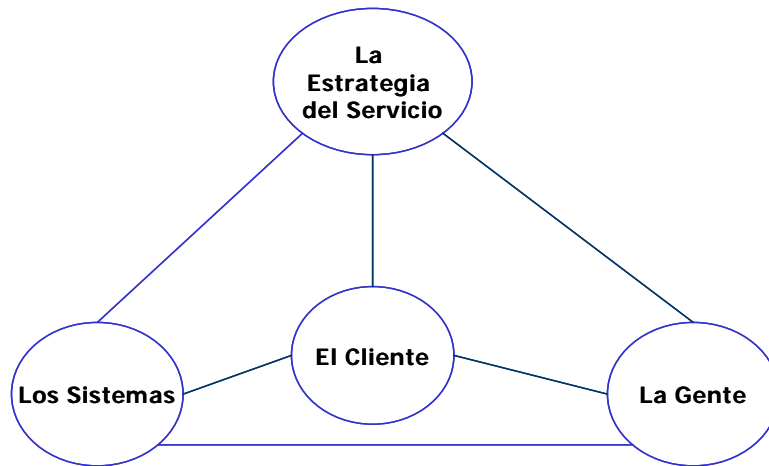 La
Estrategia
del Servicio
El Cliente
Los Sistemas
La Gente